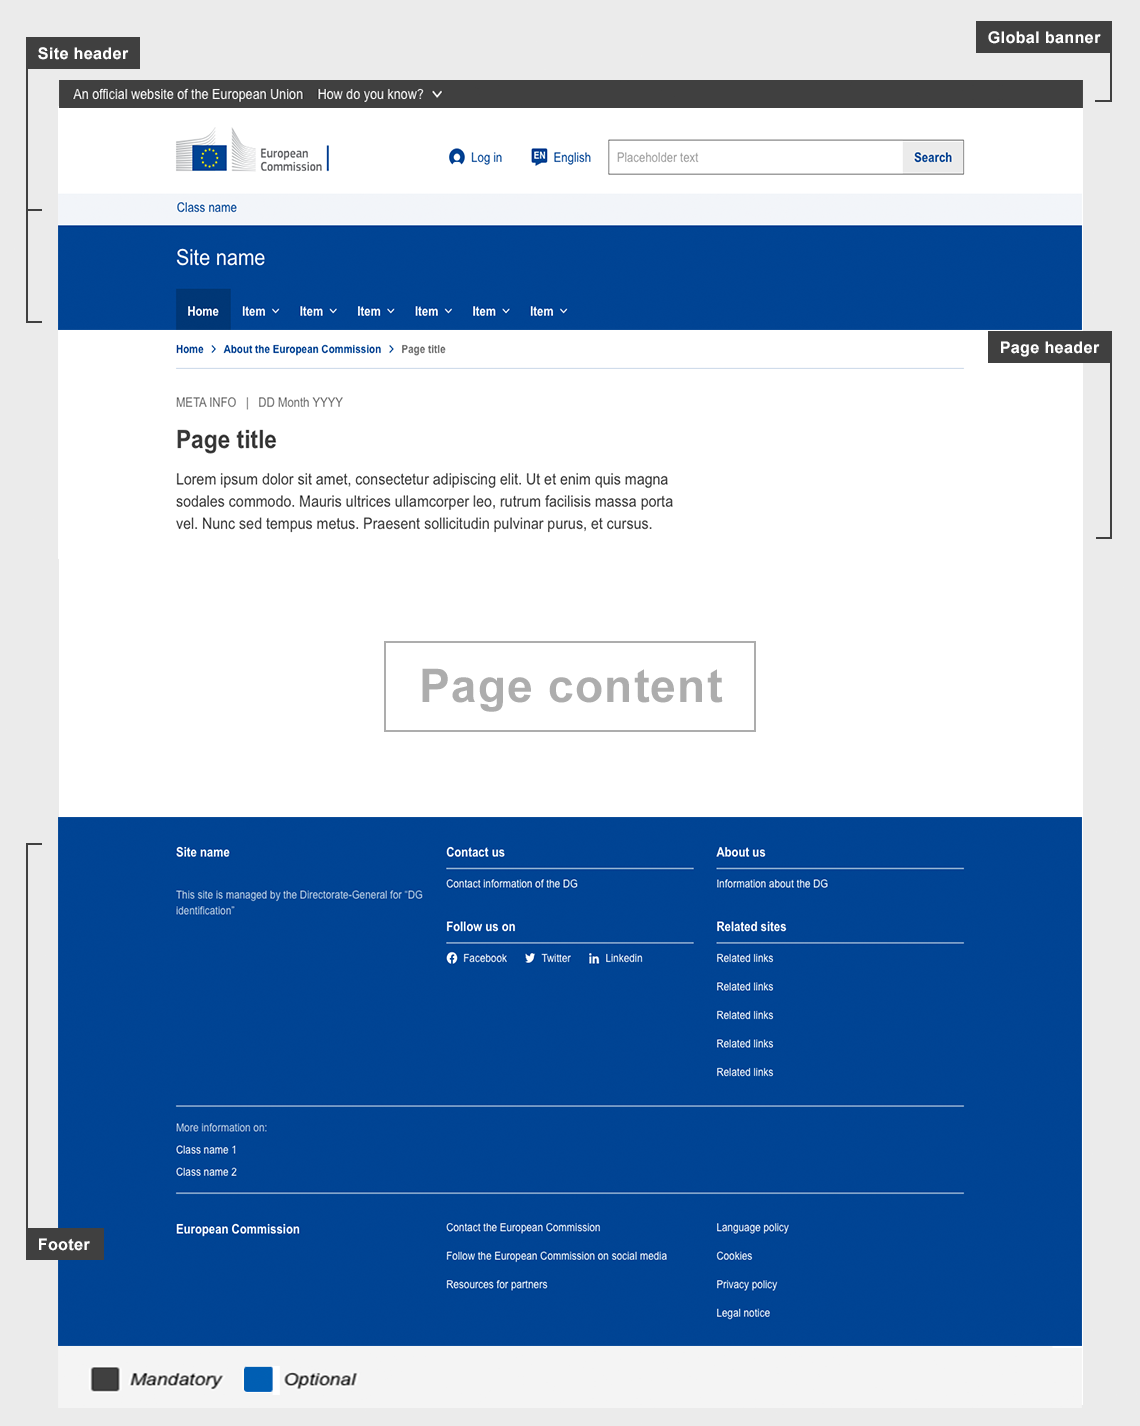 Site header
Global banner
An official website of the European Union How do you know?
European
Commission
Log in
EN English
Placeholder text
Search
Class name
Site name
Home Item Item Item Item Item Item
Page header
Home > About the European Commission > Page title
META INFO | DD Month YYYY
Page title
Lorem ipsum dolor sit amet, consectetur adipiscing elit. Ut et enim quis magna
sodales commodo. Mauris ultrices ullamcorper leo, rutrum facilisis massa porta
vel. Nunc sed tempus metus. Praesent sollicitudin pulvinar purus, et cursus.
Page content
Site name
This site is managed by the Directorate-General for "DG
identification"
Contact us
Contact information of the DG
Follow us on
Facebook Twitter Linkedin
About us
Information about the DG
Related sites
Related links
Related links
Related links
Related links
Related links
More information on:
Class name 1
Class name 2
European Commission
Contact the European Commission
Follow the European Commission on social media
Resources for partners
Language policy
Cookies
Privacy policy
Legal notice
Footer
Mandatory Optional